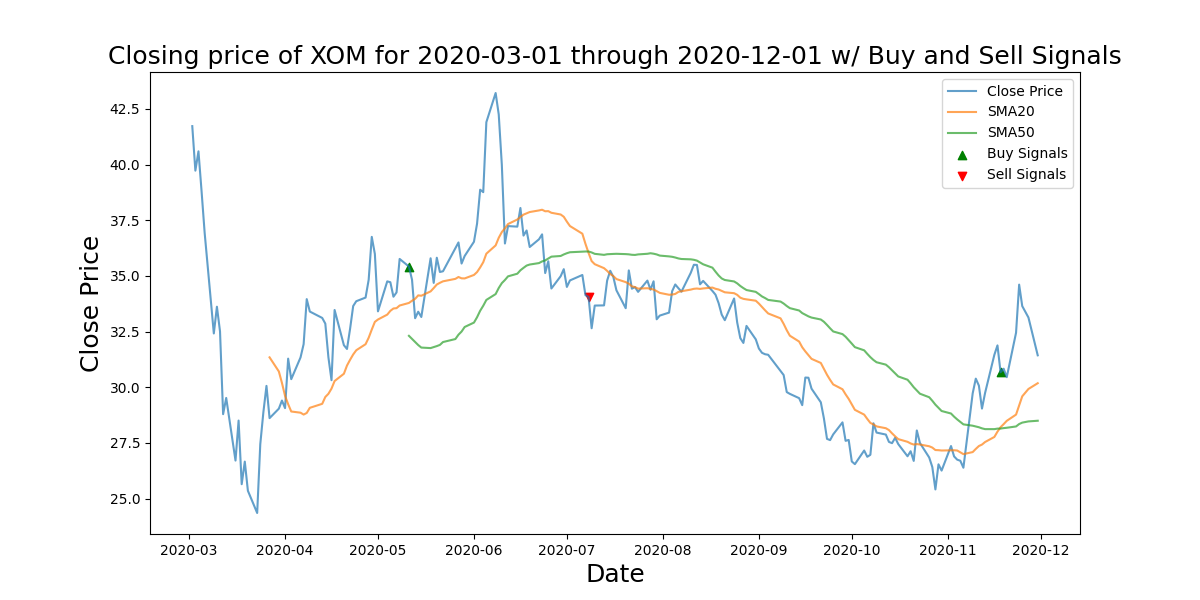 Closing price of XOM for 2020-03-01 through 2020-12-01 w/ Buy and Sell Signals
Close Price
SMA20
SMA50
Buy Signals
Sell Signals
42.5
40.0
37.5
35.0
32.5
30.0
27.5
25.0
Close Price
2020-03 2020-04 2020-05 2020-06 2020-07 2020-08 2020-09 2020-10 2020-11 2020-12
Date